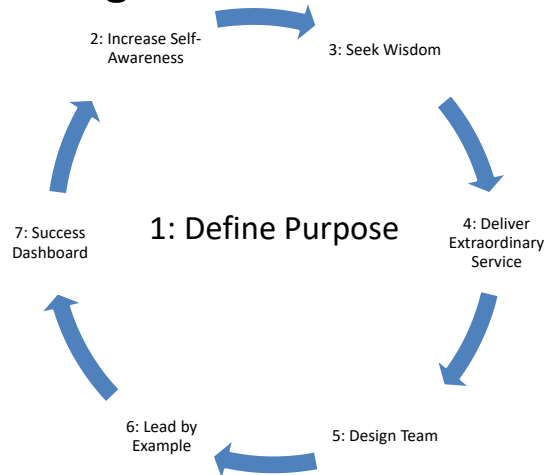 2: Increase Self-
Awareness
3: Seek Wisdom
4: Deliver
Extraordinary
Service
5: Design Team
6: Lead by
Example
7: Success
Dashboard
1: Define Purpose